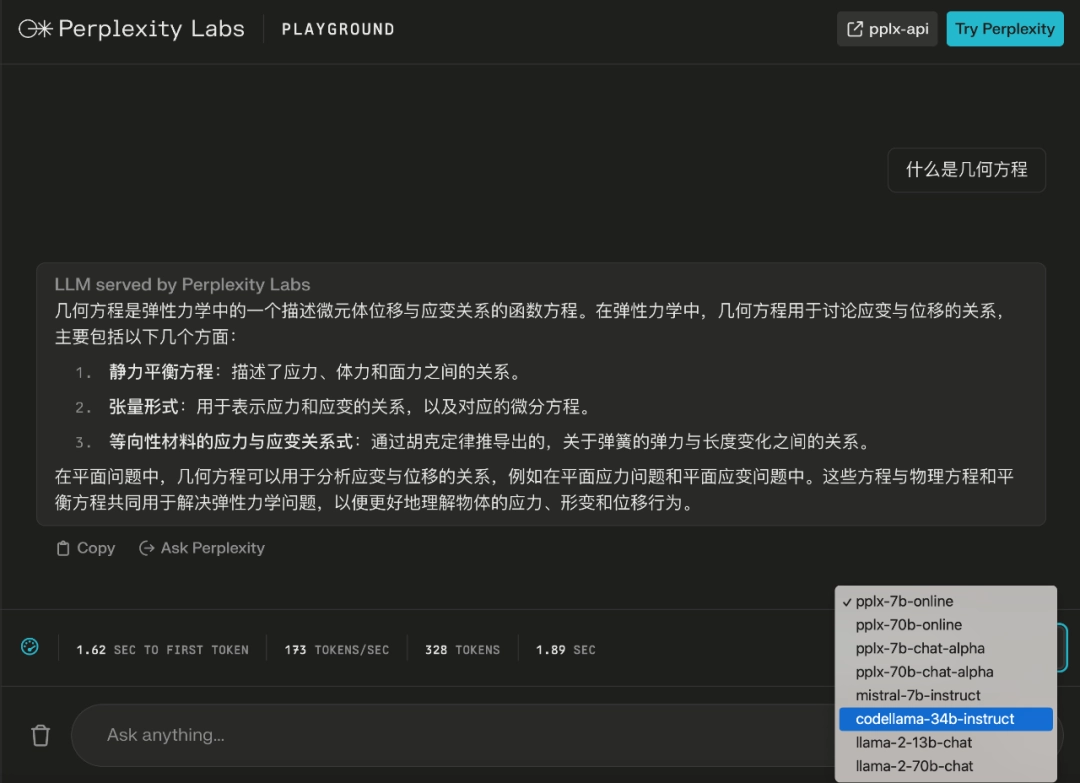 Perplexity Labs PLAYGROUND pplx-api Try Perplexity
什么是几何方程
LLM served by Perplexity Labs
几何方程是弹性力学中的一个描述微元体位移与应变关系的函数方程。在弹性力学中，几何方程用于讨论应变与位移的关系，
主要包括以下几个方面：
1. 静力平衡方程：描述了应力、体力和面力之间的关系。
2. 张量形式：用于表示应力和应变的关系，以及对应的微分方程。
3. 等向性材料的应力与应变关系式：通过胡克定律推导出的，关于弹簧的弹力与长度变化之间的关系。
在平面问题中，几何方程可以用于分析应变与位移的关系，例如在平面应力问题和平面应变问题中。这些方程与物理方程和平
衡方程共同用于解决弹性力学问题，以便更好地理解物体的应力、形变和位移行为。
Copy Ask Perplexity
1.62 SEC TO FIRST TOKEN 173 TOKENS/SEC 328 TOKENS 1.89 SEC
Ask anything...
pplx-7b-online
pplx-70b-online
pplx-7b-chat-alpha
pplx-70b-chat-alpha
mistral-7b-instruct
codellama-34b-instruct
llama-2-13b-chat
llama-2-70b-chat